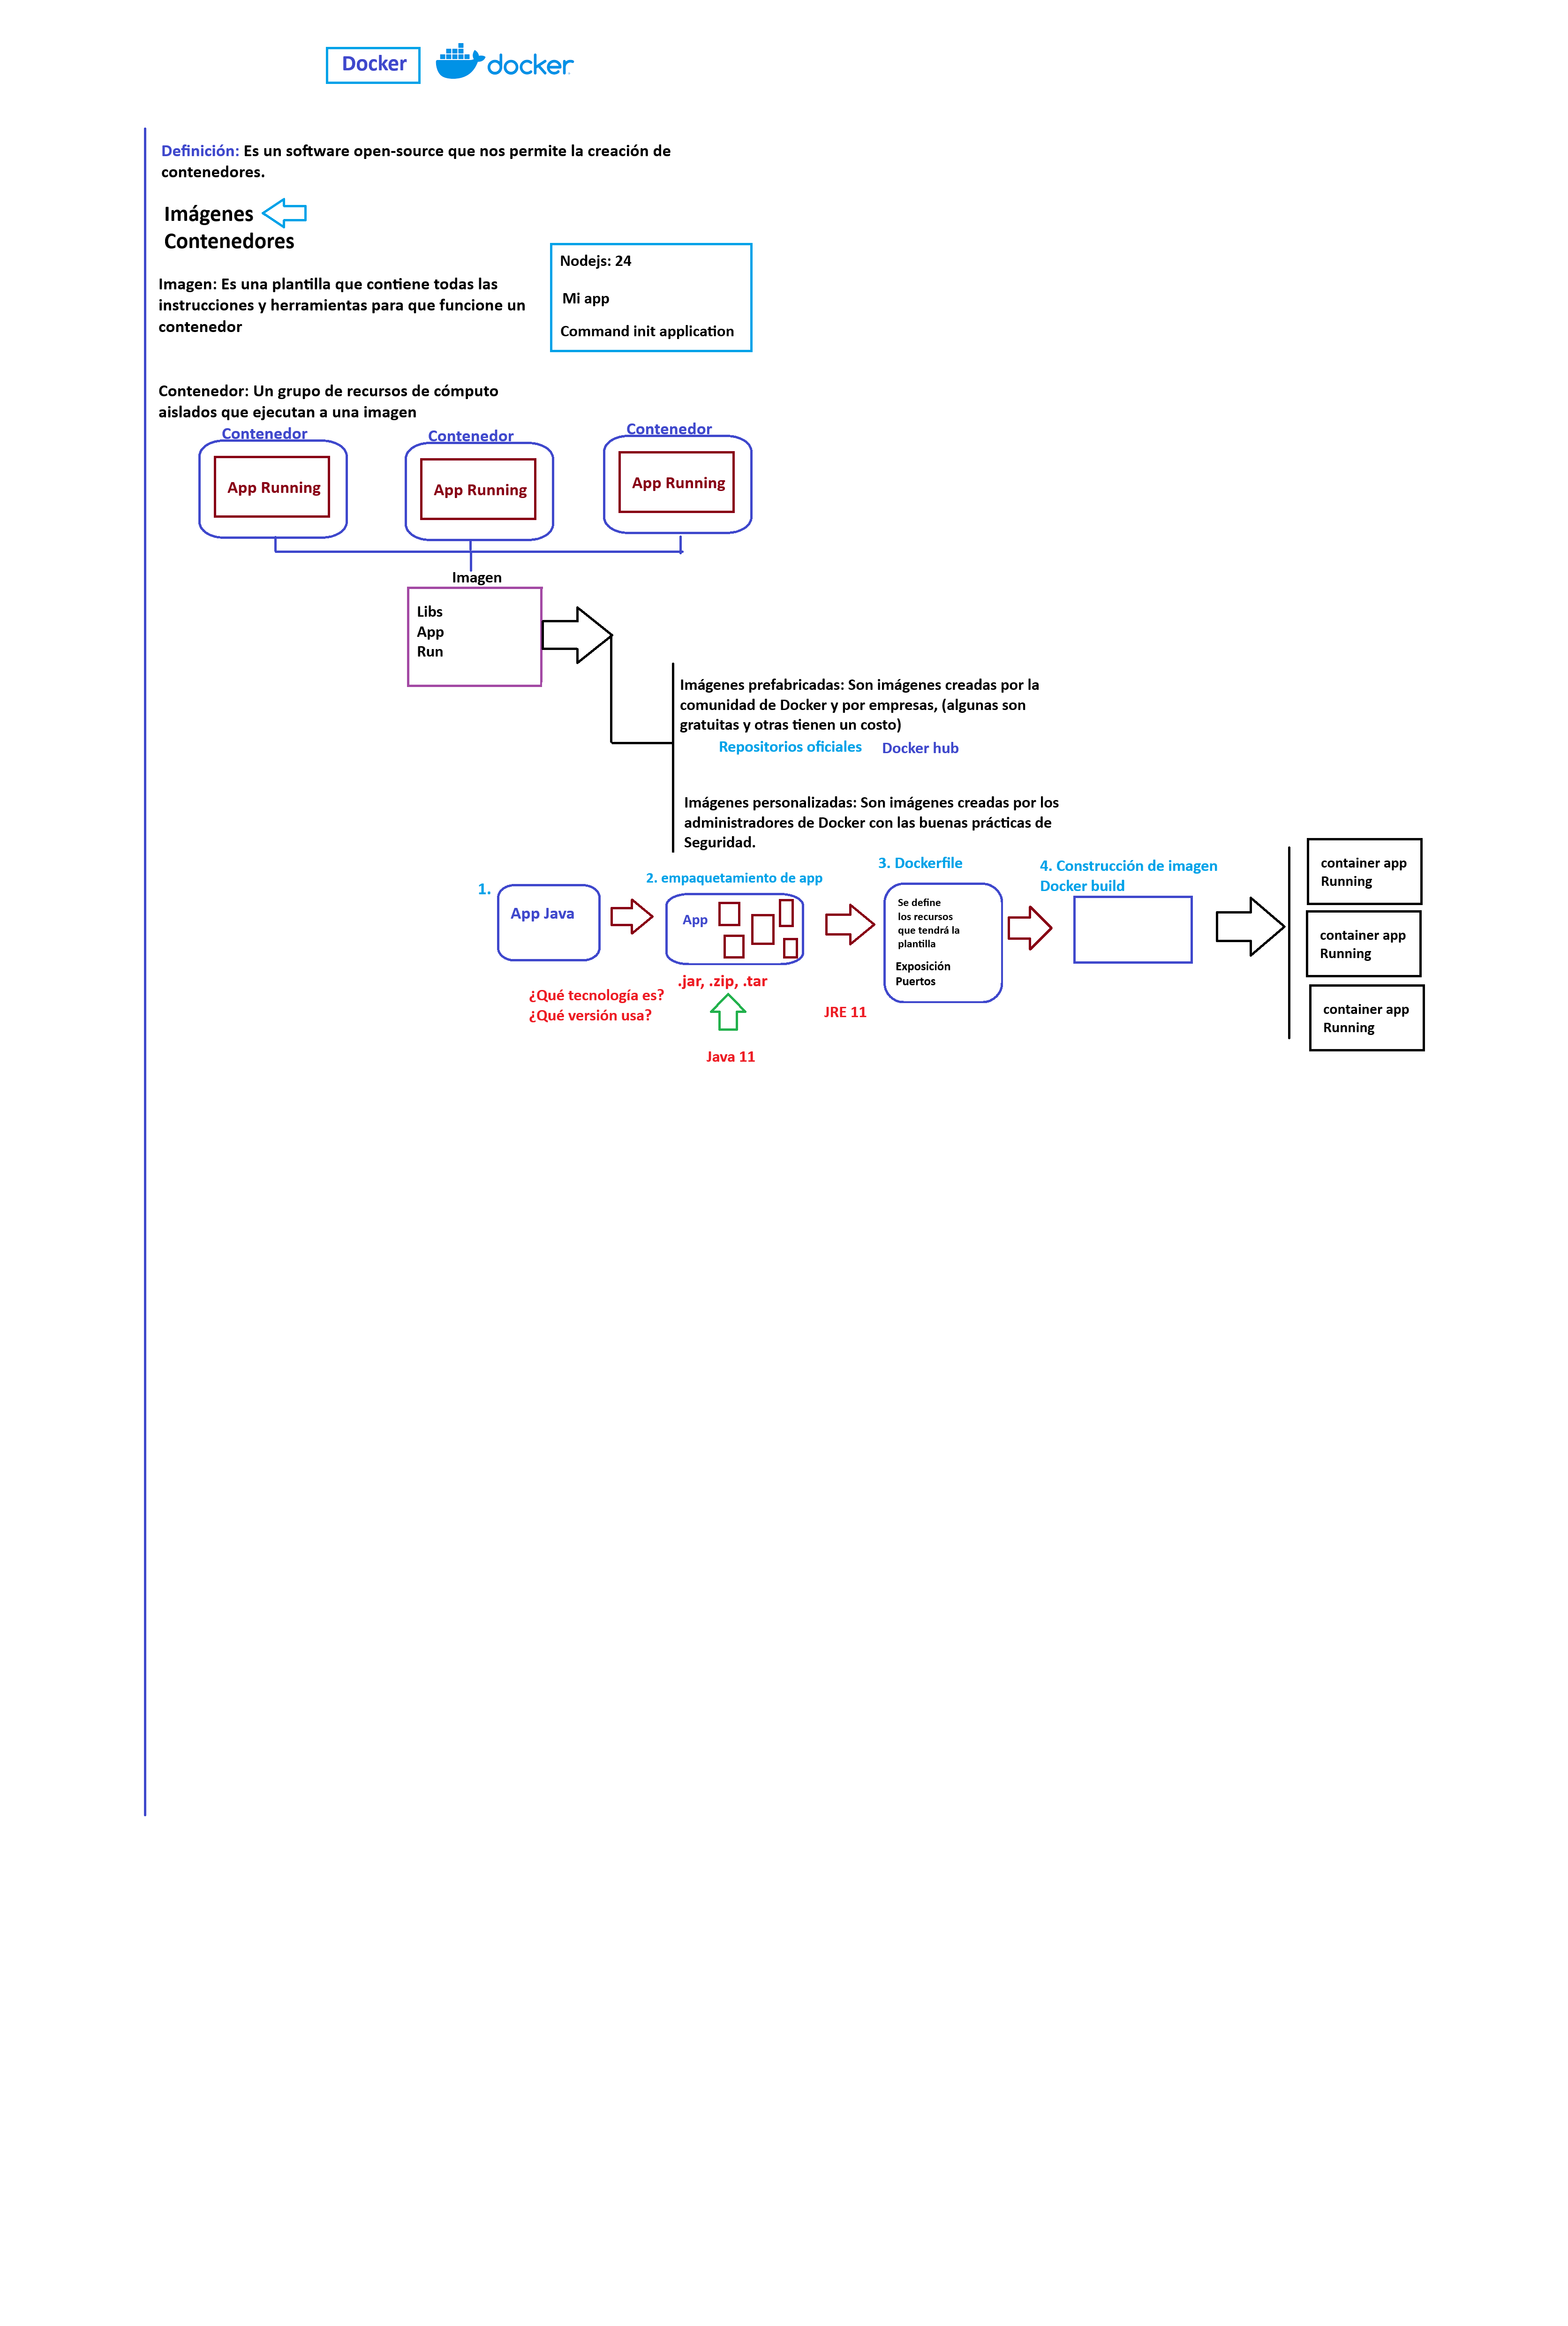 Docker
docker
Definición: Es un software open-source que nos permite la creación de
contenedores.
Imágenes
Contenedores
Nodejs: 24
Mi app
Command init application
Imagen: Es una plantilla que contiene todas las
instrucciones y herramientas para que funcione un
contenedor
Contenedor: Un grupo de recursos de cómputo
aislados que ejecutan a una imagen
Contenedor
Contenedor
Contenedor
App Running
App Running
App Running
Imagen
Libs
App
Run
Imágenes prefabricadas: Son imágenes creadas por la
comunidad de Docker y por empresas, (algunas son
gratuitas y otras tienen un costo)
Repositorios oficiales
Docker hub
Imágenes personalizadas: Son imágenes creadas por los
administradores de Docker con las buenas prácticas de
Seguridad.
1.
App Java
¿Qué tecnología es?
¿Qué versión usa?
2. empaquetamiento de app
App
.jar, .zip, .tar
Java 11
3. Dockerfile
Se define
los recursos
que tendrá la
plantilla
Exposición
Puertos
JRE 11
4. Construcción de imagen
Docker build
container app
Running
container app
Running
container app
Running